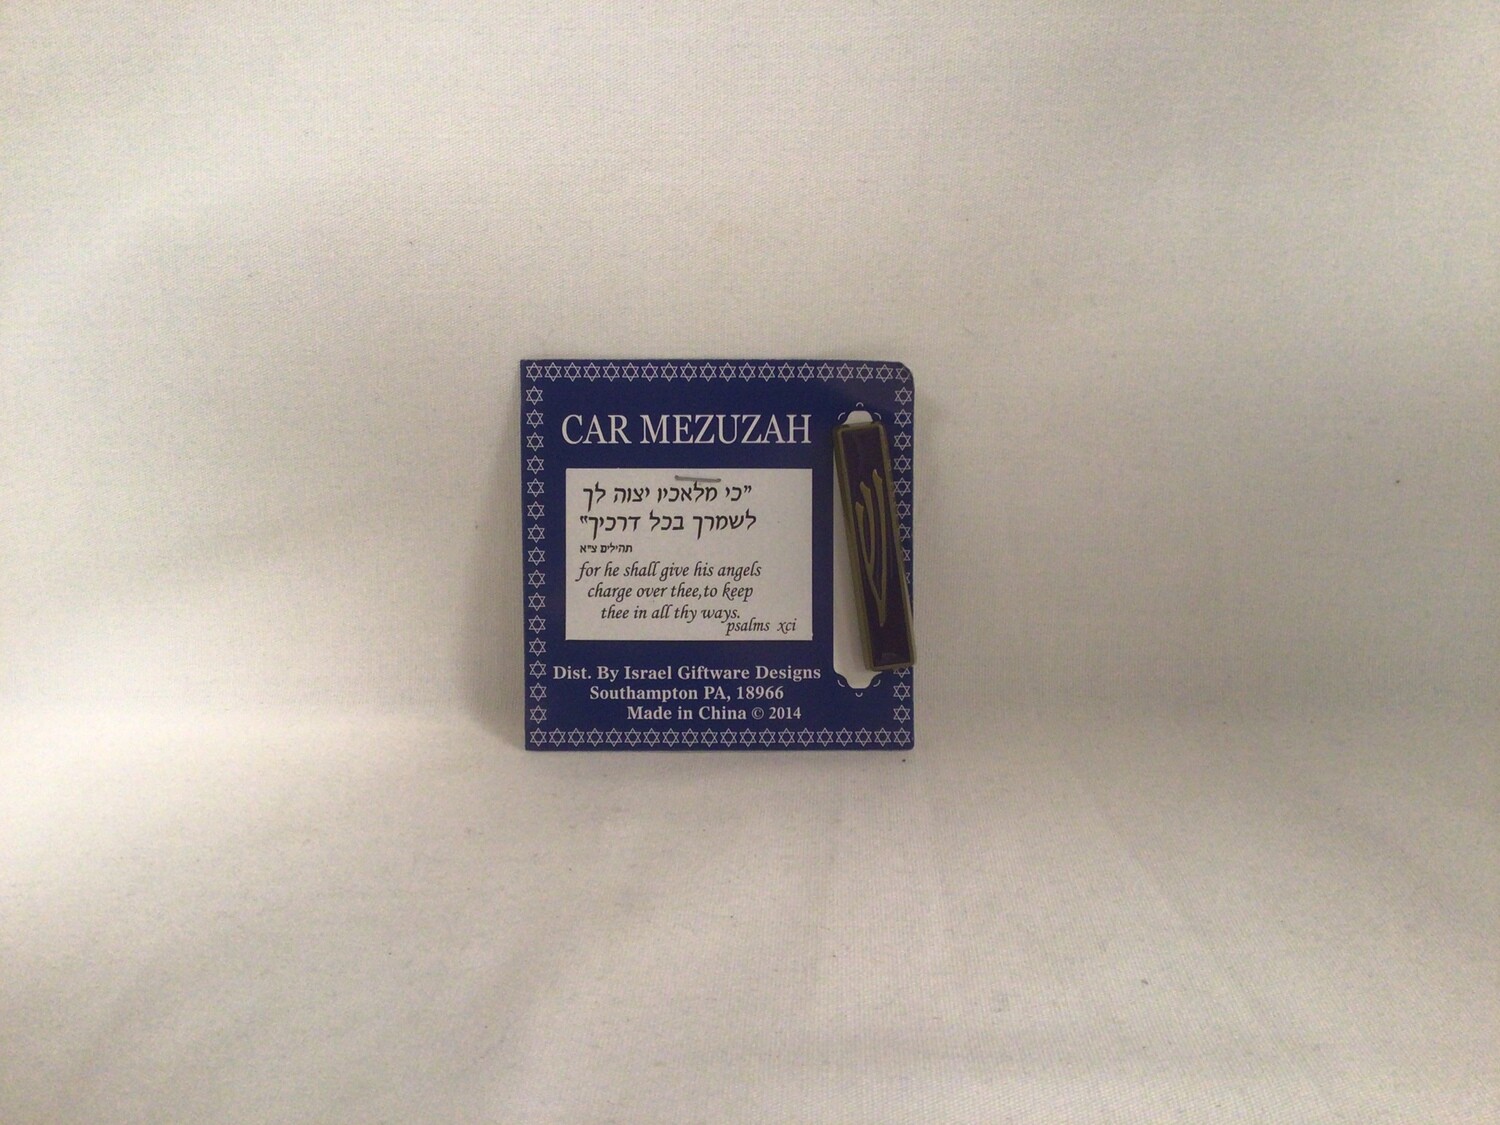 CAR MEZUZAH
"כי מלאכיו יצוה לך
לשמרך בכל דרכיך"
תהילים צ"א
for he shall give his angels
charge over thee,to keep
thee in all thy ways.
psalms xci
Dist. By Israel Giftware Designs
Southampton PA, 18966
Made in China © 2014
ש